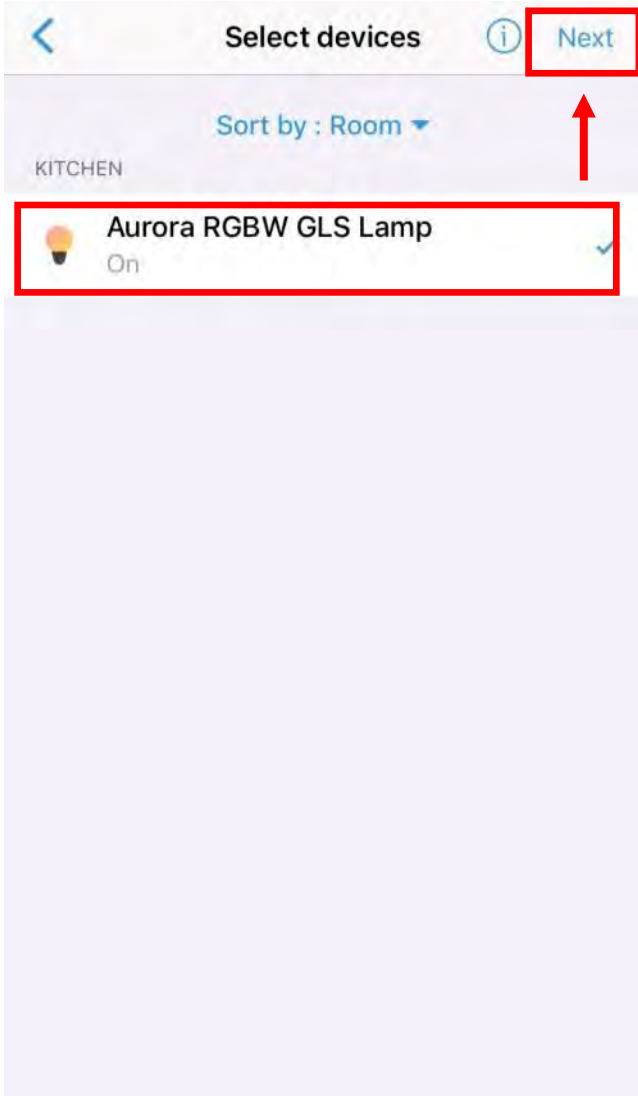 Select devices
Next
Sort by : Room
KITCHEN
Aurora RGBW GLS Lamp
On